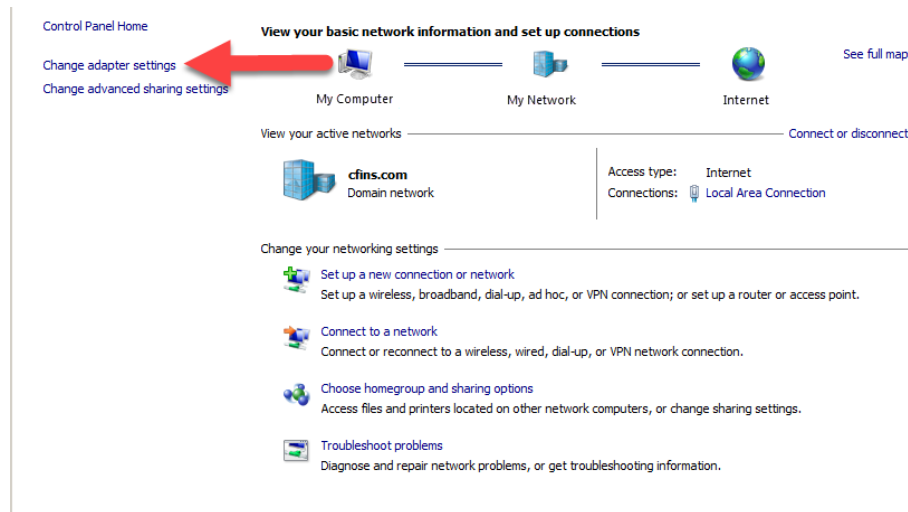 Control Panel Home
Change adapter settings
Change advanced sharing settings
View your basic network information and set up connections
See full map
My Computer
My Network
Internet
View your active networks
Connect or disconnect
cfins.com
Domain network
Access type: Internet
Connections: Local Area Connection
Change your networking settings
Set up a new connection or network
Set up a wireless, broadband, dial-up, ad hoc, or VPN connection; or set up a router or access point.
Connect to a network
Connect or reconnect to a wireless, wired, dial-up, or VPN network connection.
Choose homegroup and sharing options
Access files and printers located on other network computers, or change sharing settings.
Troubleshoot problems
Diagnose and repair network problems, or get troubleshooting information.